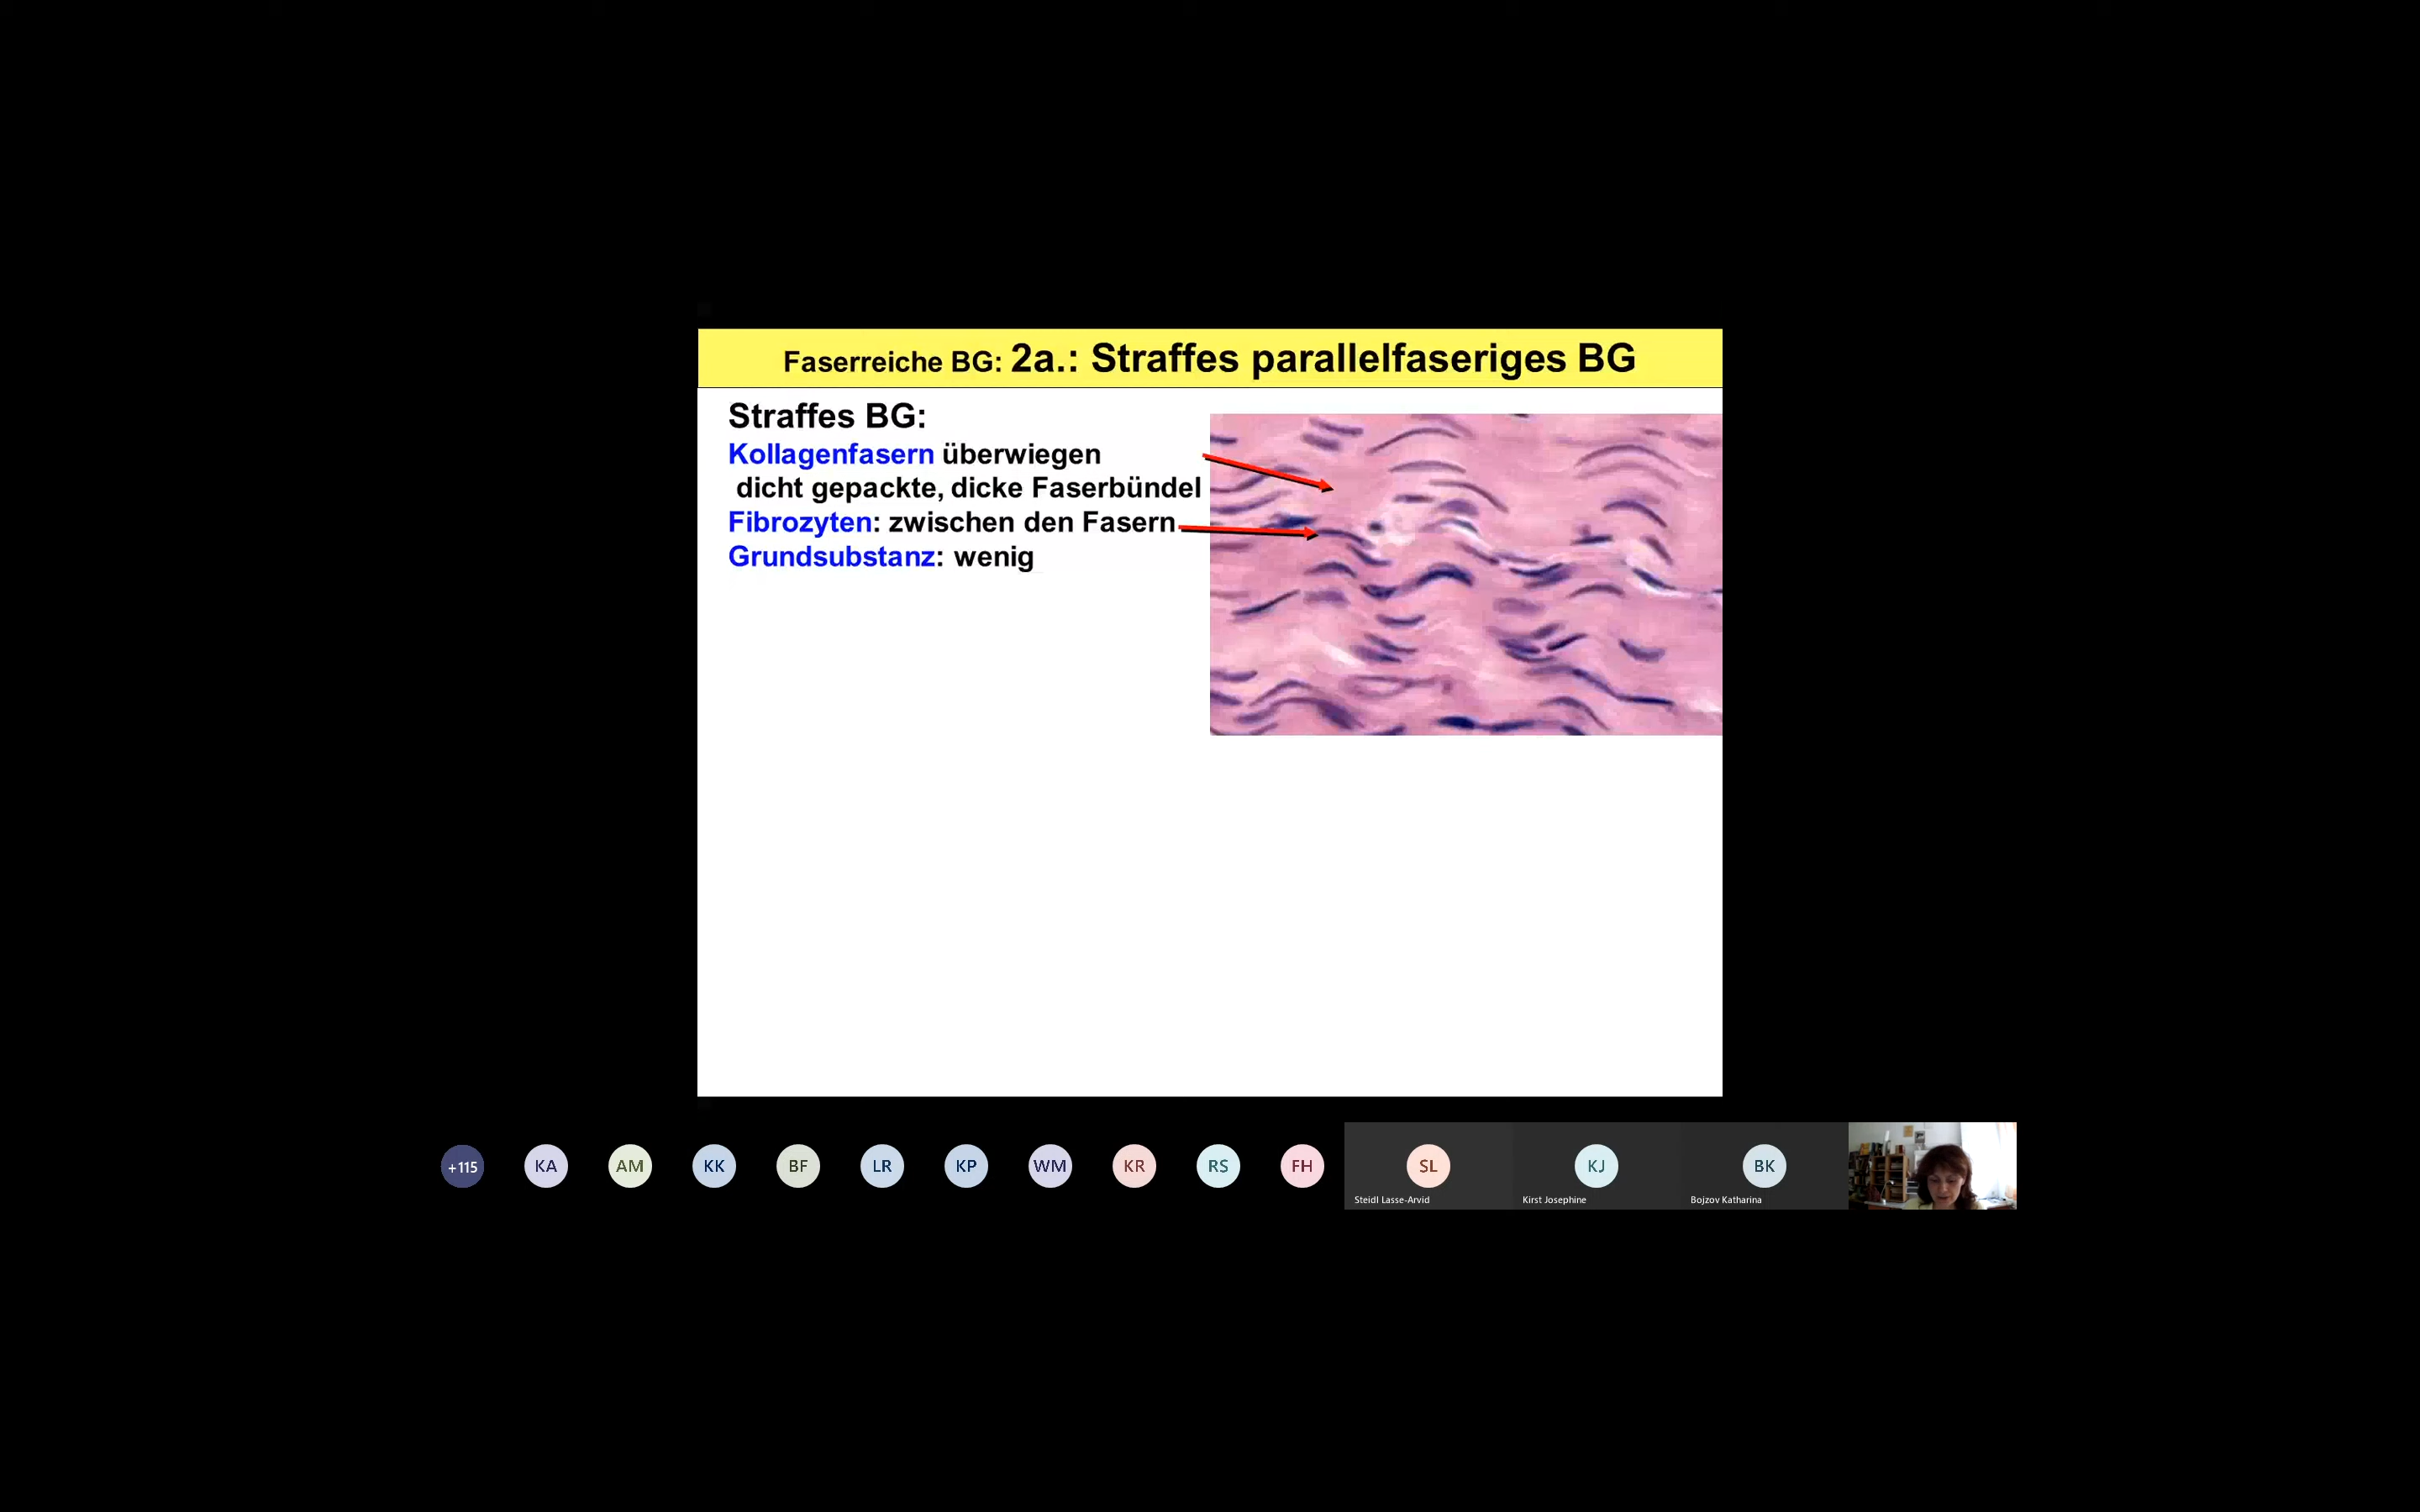 Faserreiche BG: 2a.: Straffes parallelfaseriges BG
Straffes BG:
Kollagenfasern überwiegen
dicht gepackte, dicke Faserbündel
Fibrozyten: zwischen den Fasern
Grundsubstanz: wenig
+115 KA AM KK BF LR KP WM KR RS FH SL KJ BK
Steidl Lasse-Arvid Kirst Josephine Bojzov Katharina